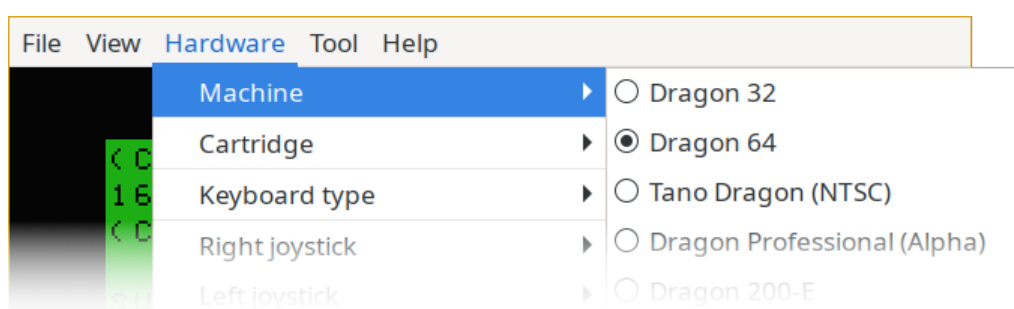 File View Hardware Tool Help
Machine
Cartridge
Keyboard type
Right joystick
Left joystick
Dragon 32
Dragon 64
Tano Dragon (NTSC)
Dragon Professional (Alpha)
Dragon 200-E
(C
16
(C